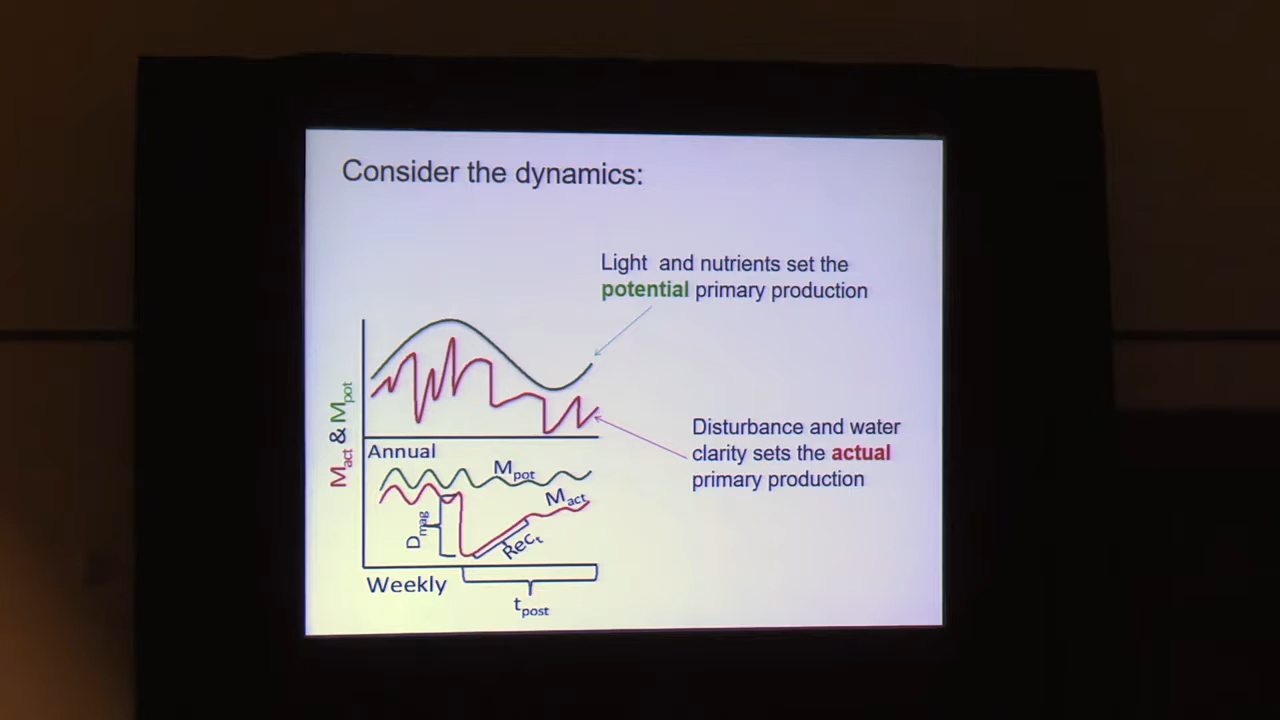 Consider the dynamics:
Light and nutrients set the
potential primary production
Mact & Mpot
Disturbance and water
clarity sets the actual
primary production
Annual
Mpot
Mact
Dmag
Rect
Weekly
tpost